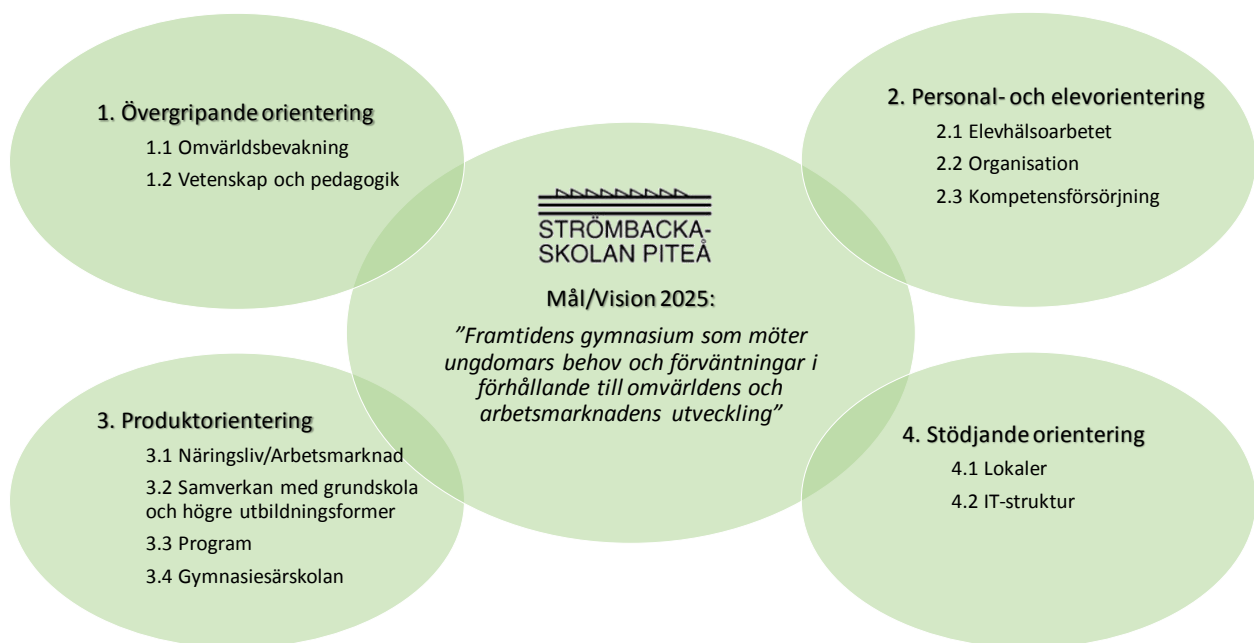 1. Övergripande orientering
1.1 Omvärldsbevakning
1.2 Vetenskap och pedagogik
2. Personal- och elevorientering
2.1 Elevhälsoarbetet
2.2 Organisation
2.3 Kompetensförsörjning
STRÖMBACKA-
SKOLAN PITEÅ
Mål/Vision 2025:
”Framtidens gymnasium som möter
ungdomars behov och förväntningar i
förhållande till omvärldens och
arbetsmarknadens utveckling”
3. Produktorientering
3.1 Näringsliv/Arbetsmarknad
3.2 Samverkan med grundskola
och högre utbildningsformer
3.3 Program
3.4 Gymnasiesärskolan
4. Stödjande orientering
4.1 Lokaler
4.2 IT-struktur